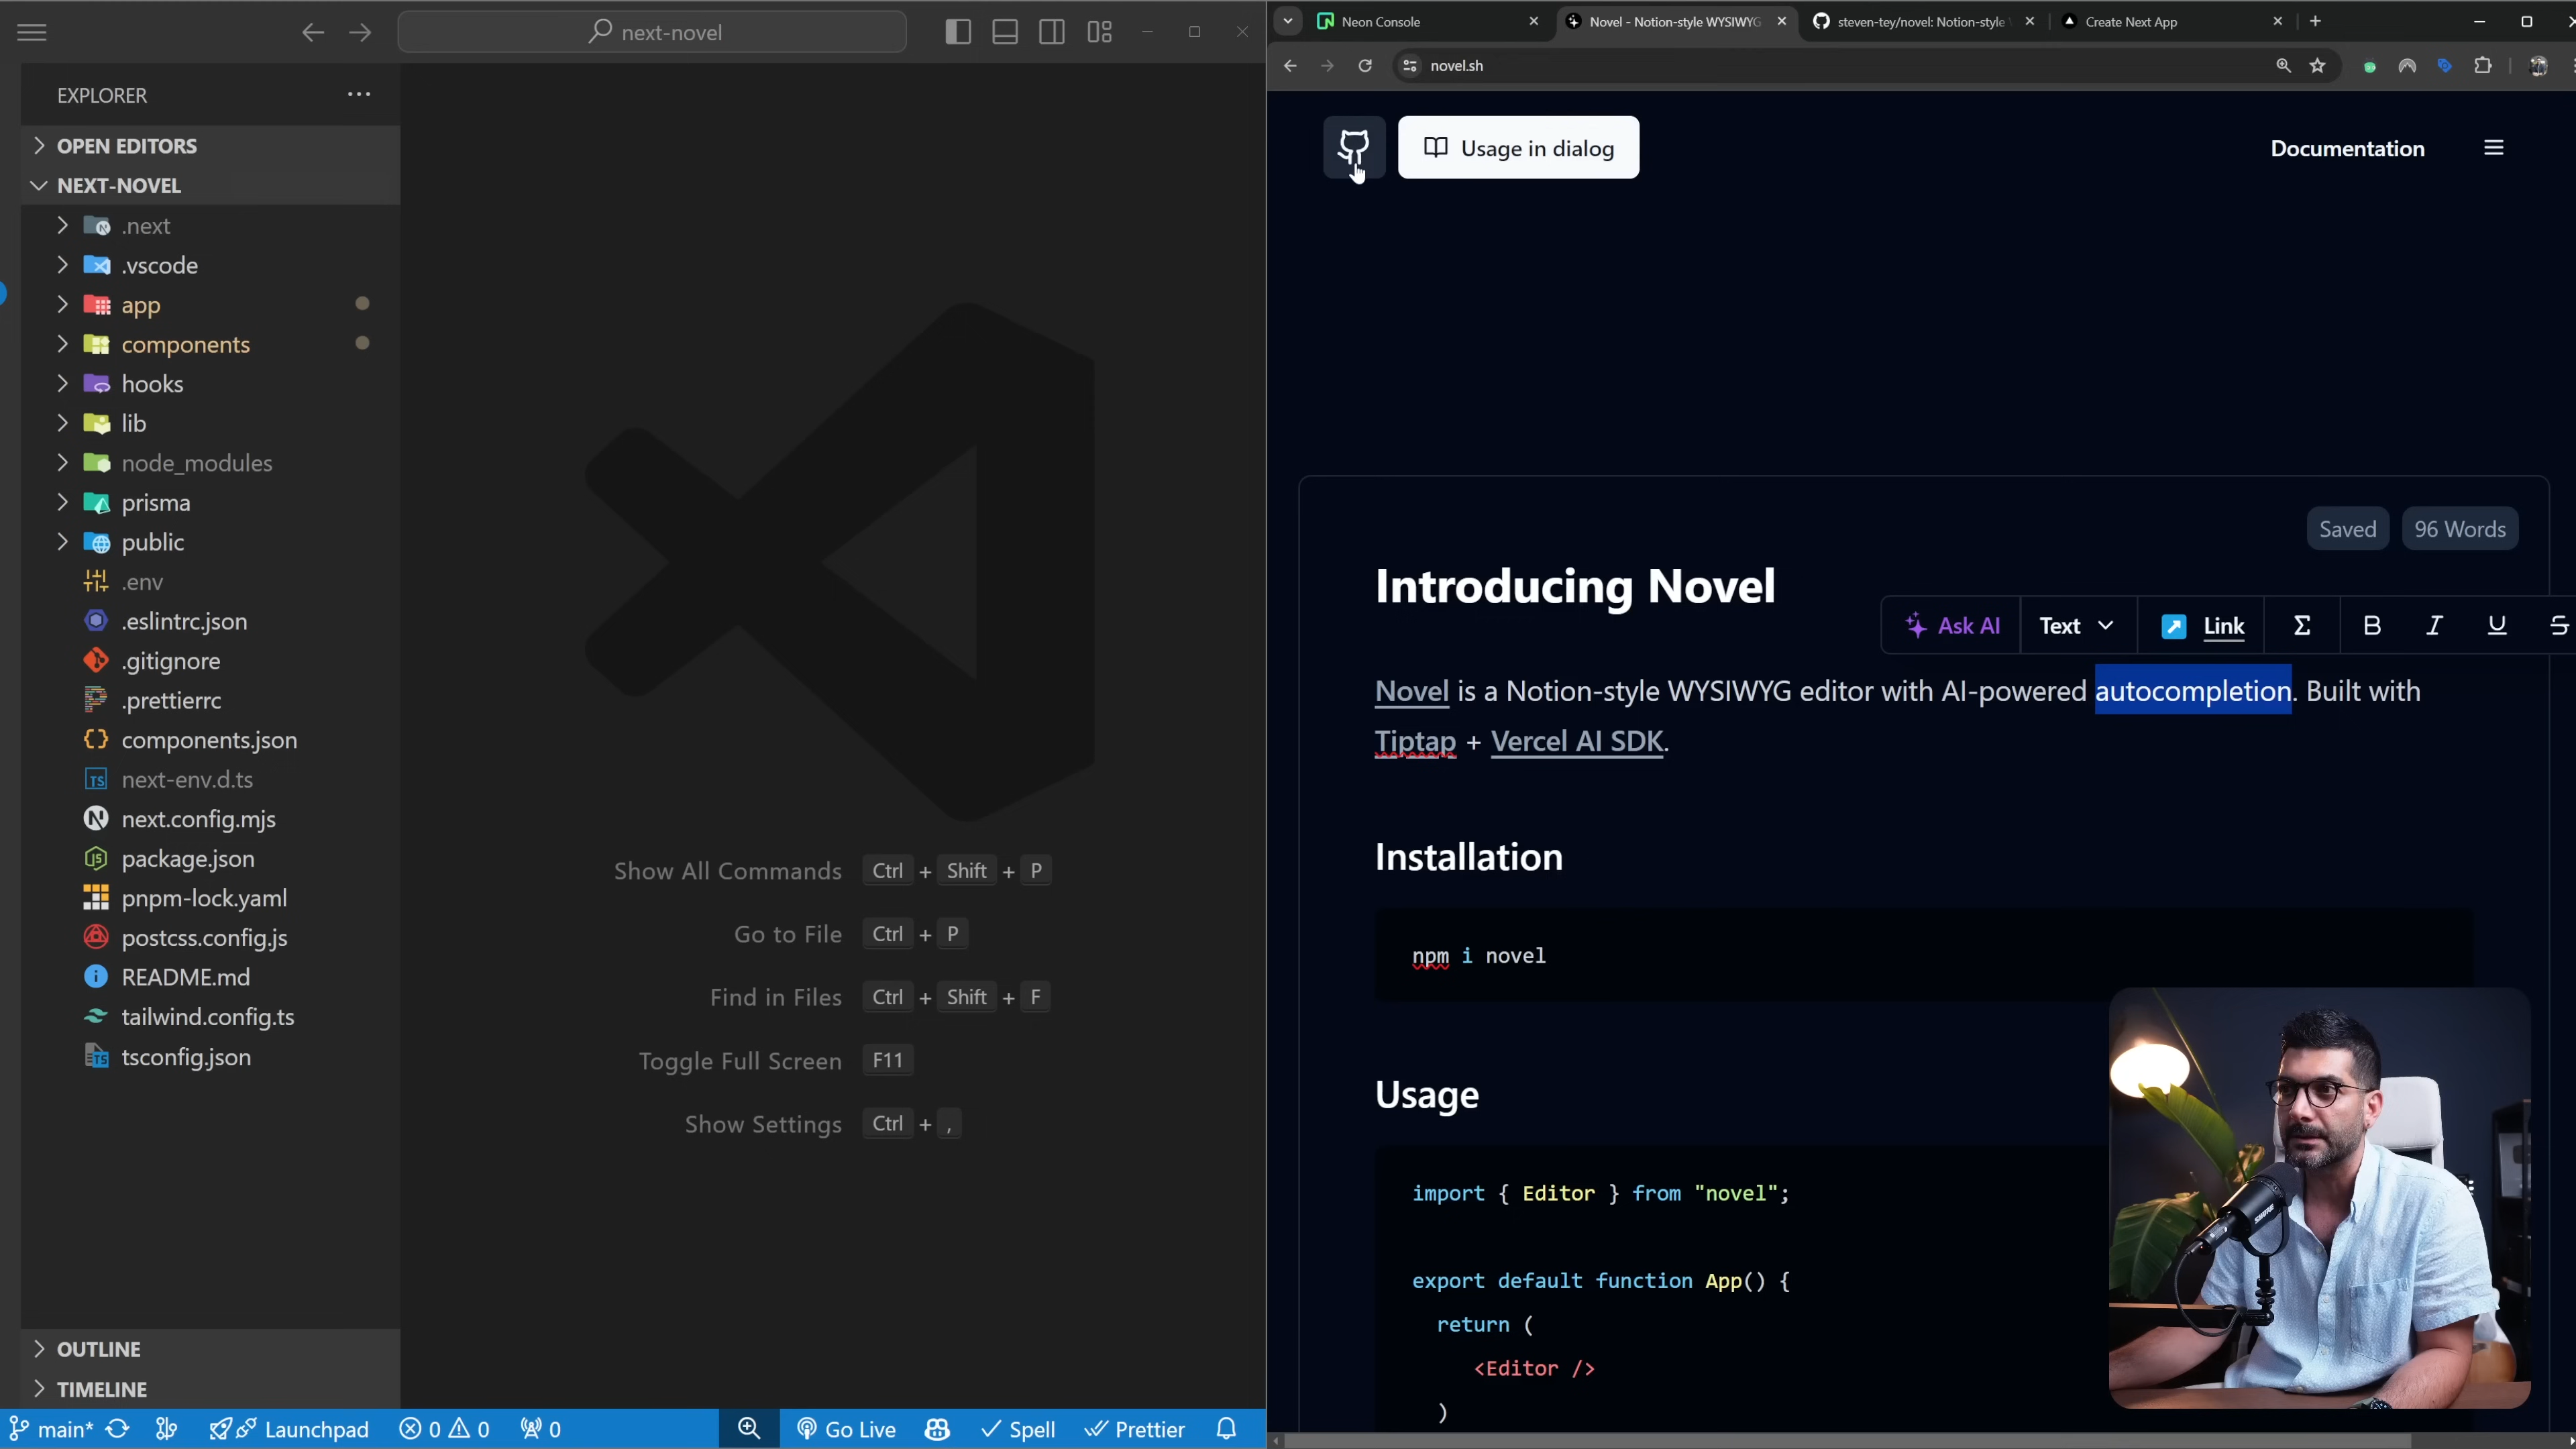 next-novel
EXPLORER
OPEN EDITORS
NEXT-NOVEL
.next
.vscode
app
components
hooks
lib
node_modules
prisma
public
.env
.eslintrc.json
.gitignore
.prettierrc
components.json
next-env.d.ts
next.config.mjs
package.json
pnpm-lock.yaml
postcss.config.js
README.md
tailwind.config.ts
tsconfig.json
OUTLINE
TIMELINE
Show All Commands Ctrl + Shift + P
Go to File Ctrl + P
Find in Files Ctrl + Shift + F
Toggle Full Screen F11
Show Settings Ctrl + ,
main* Launchpad 0 0 0 Go Live Spell Prettier
Neon Console
Novel - Notion-style WYSIWYG
steven-tey/novel: Notion-style
Create Next App
novel.sh
Usage in dialog
Documentation
Saved 96 Words
Introducing Novel
Ask AI Text Link Σ B I U S
Novel is a Notion-style WYSIWYG editor with AI-powered autocompletion. Built with
Tiptap + Vercel AI SDK.
Installation
npm i novel
Usage
import { Editor } from "novel";
export default function App() {
return (
<Editor />
)
SHURE